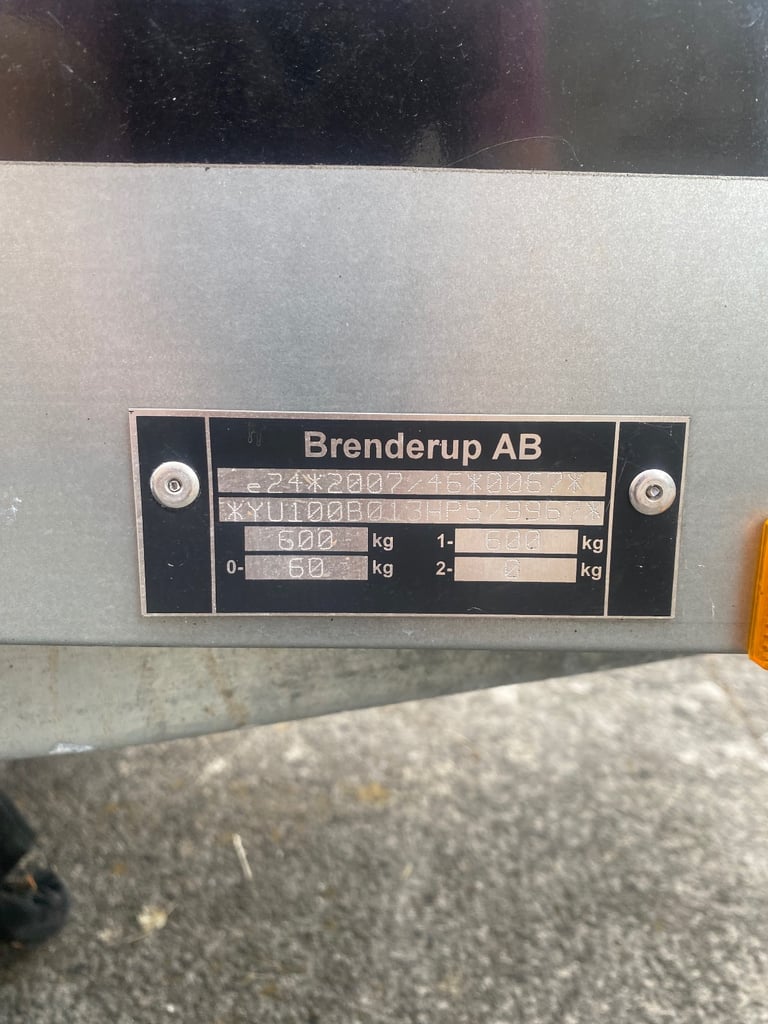 Brenderup AB
e24*2007/46*0067*
*YU100B013HP579967*
600 kg 1- 600 kg
0- 60 kg 2- 0 kg